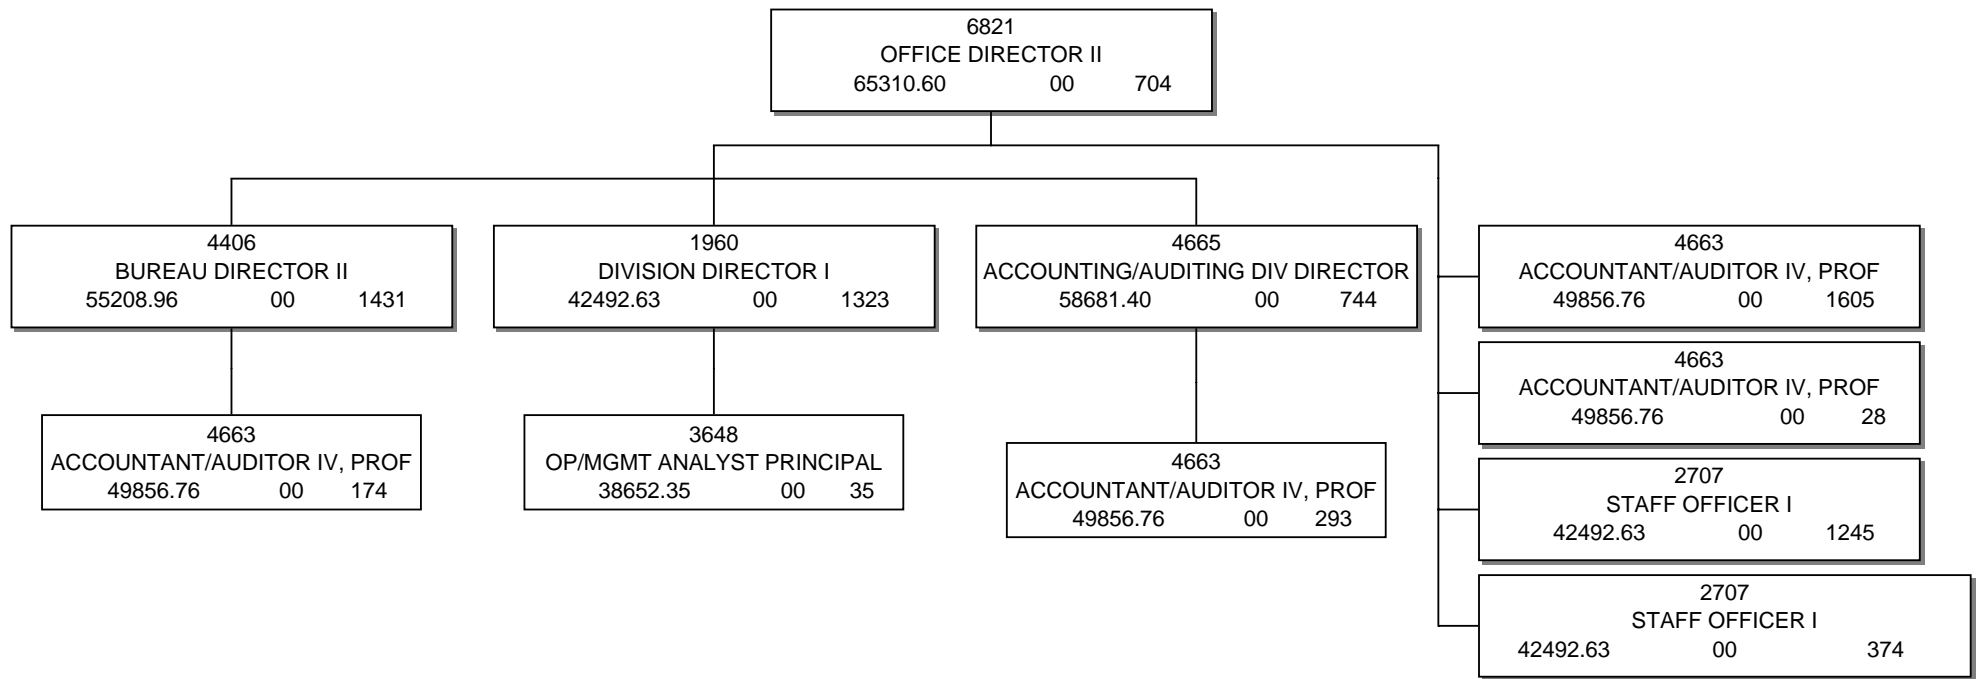 6821
OFFICE DIRECTOR II
65310.60 00 704
4406
BUREAU DIRECTOR II
55208.96 00 1431
1960
DIVISION DIRECTOR I
42492.63 00 1323
4665
ACCOUNTING/AUDITING DIV DIRECTOR
58681.40 00 744
4663
ACCOUNTANT/AUDITOR IV, PROF
49856.76 00 1605
4663
ACCOUNTANT/AUDITOR IV, PROF
49856.76 00 28
2707
STAFF OFFICER I
42492.63 00 1245
2707
STAFF OFFICER I
42492.63 00 374
4663
ACCOUNTANT/AUDITOR IV, PROF
49856.76 00 174
3648
OP/MGMT ANALYST PRINCIPAL
38652.35 00 35
4663
ACCOUNTANT/AUDITOR IV, PROF
49856.76 00 293